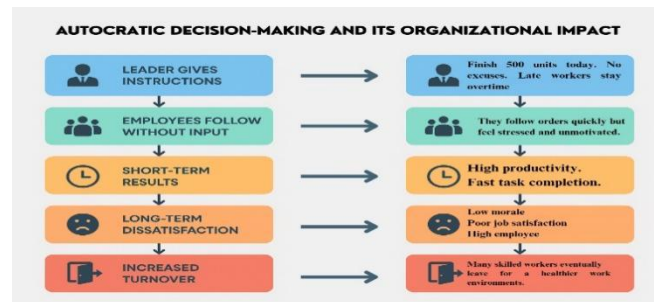 AUTOCRATIC DECISION-MAKING AND ITS ORGANIZATIONAL IMPACT
LEADER GIVES
INSTRUCTIONS
Finish 500 units today. No
excuses. Late workers stay
overtime
EMPLOYEES FOLLOW
WITHOUT INPUT
They follow orders quickly but
feel stressed and unmotivated.
SHORT-TERM
RESULTS
High productivity.
Fast task completion.
LONG-TERM
DISSATISFACTION
Low morale
Poor job satisfaction
High employee
INCREASED
TURNOVER
Many skilled workers eventually
leave for a healthier work
environments.